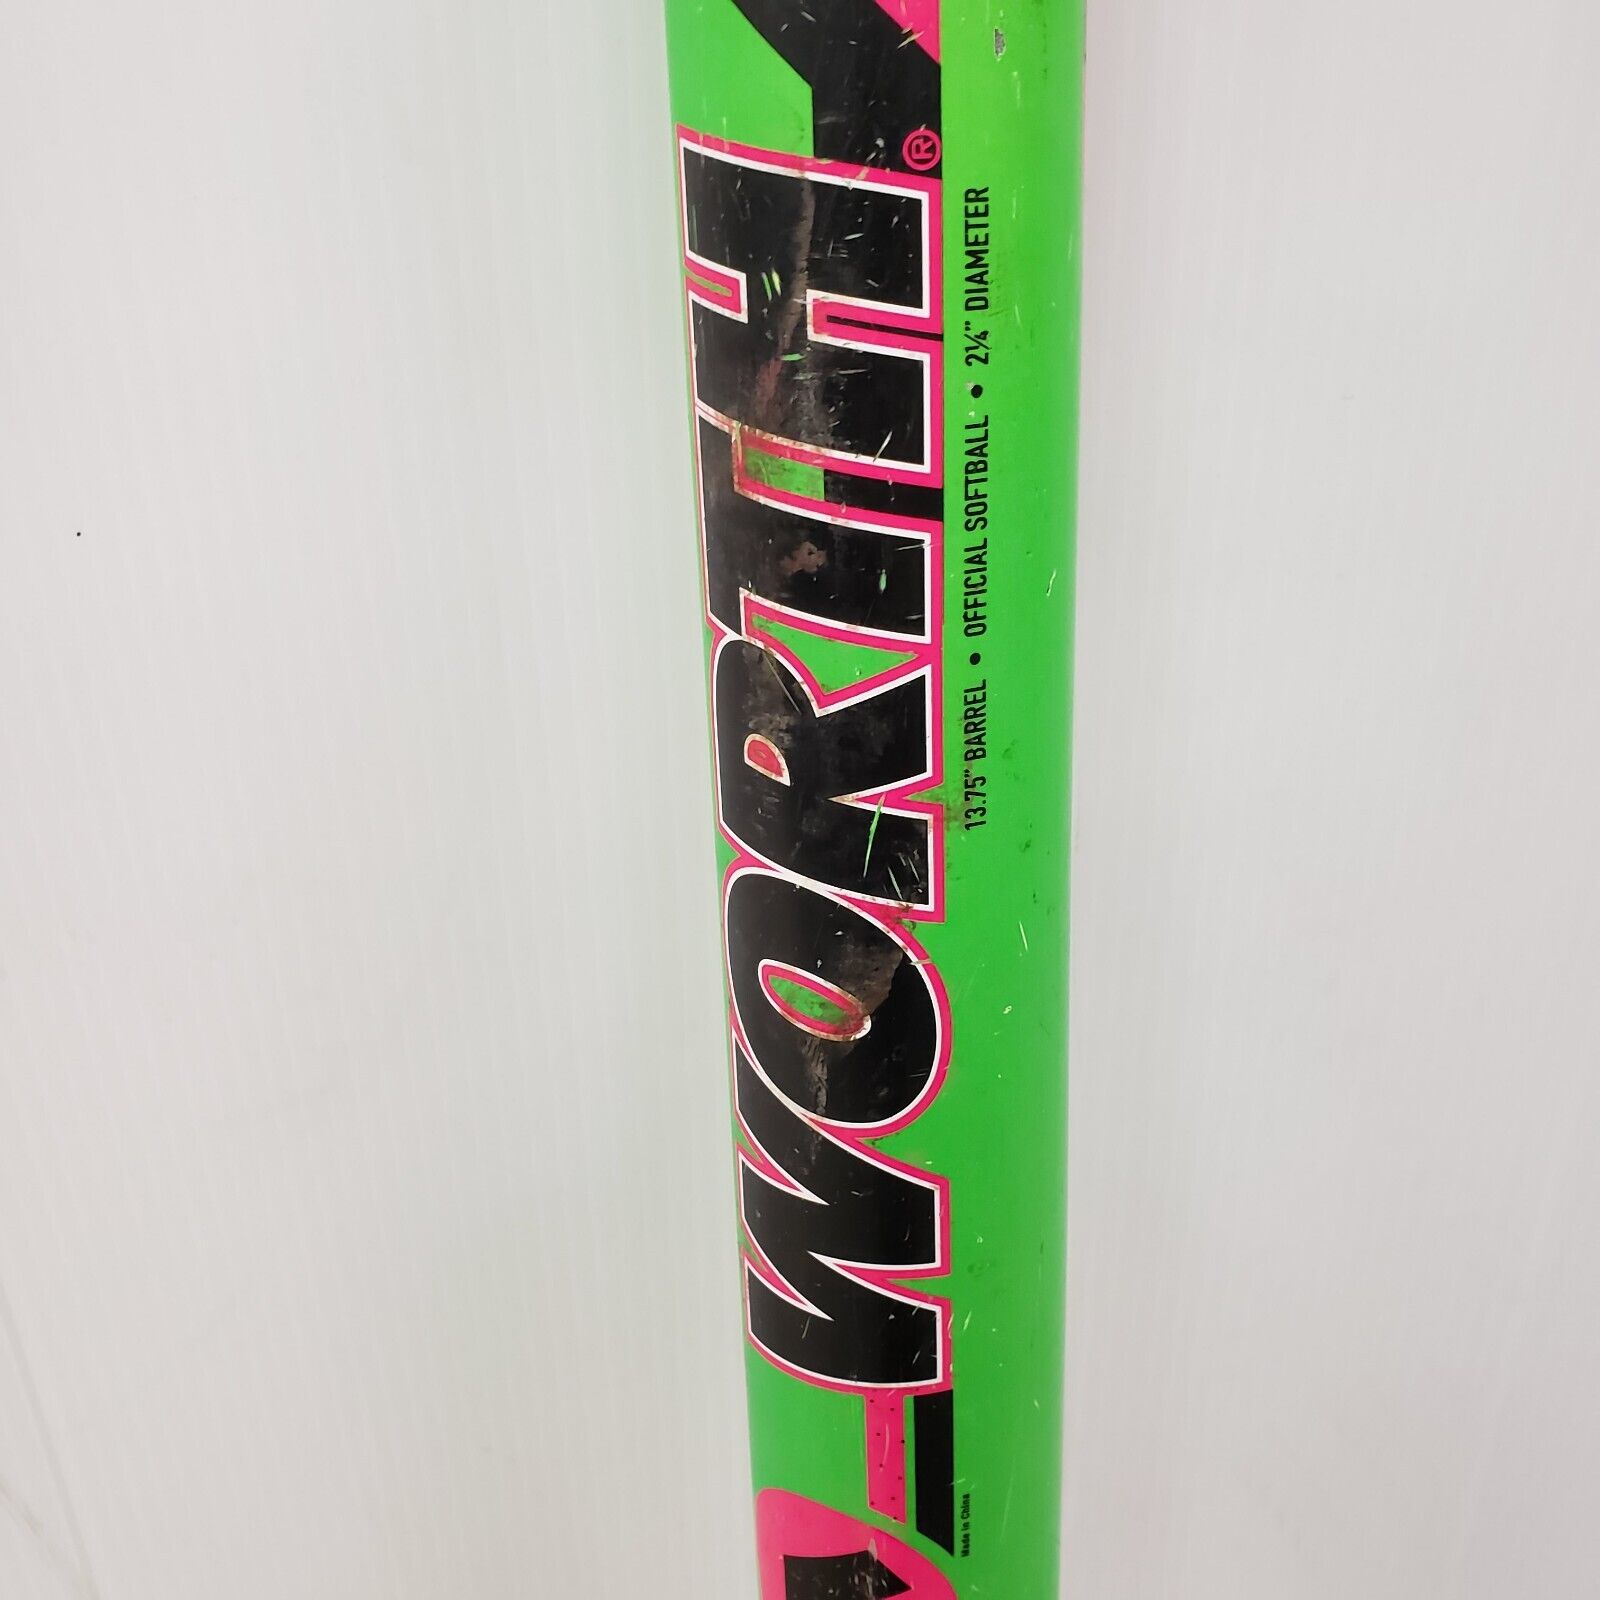 WORTH®
13.75" BARREL • OFFICIAL SOFTBALL • 2¼" DIAMETER
Made in China